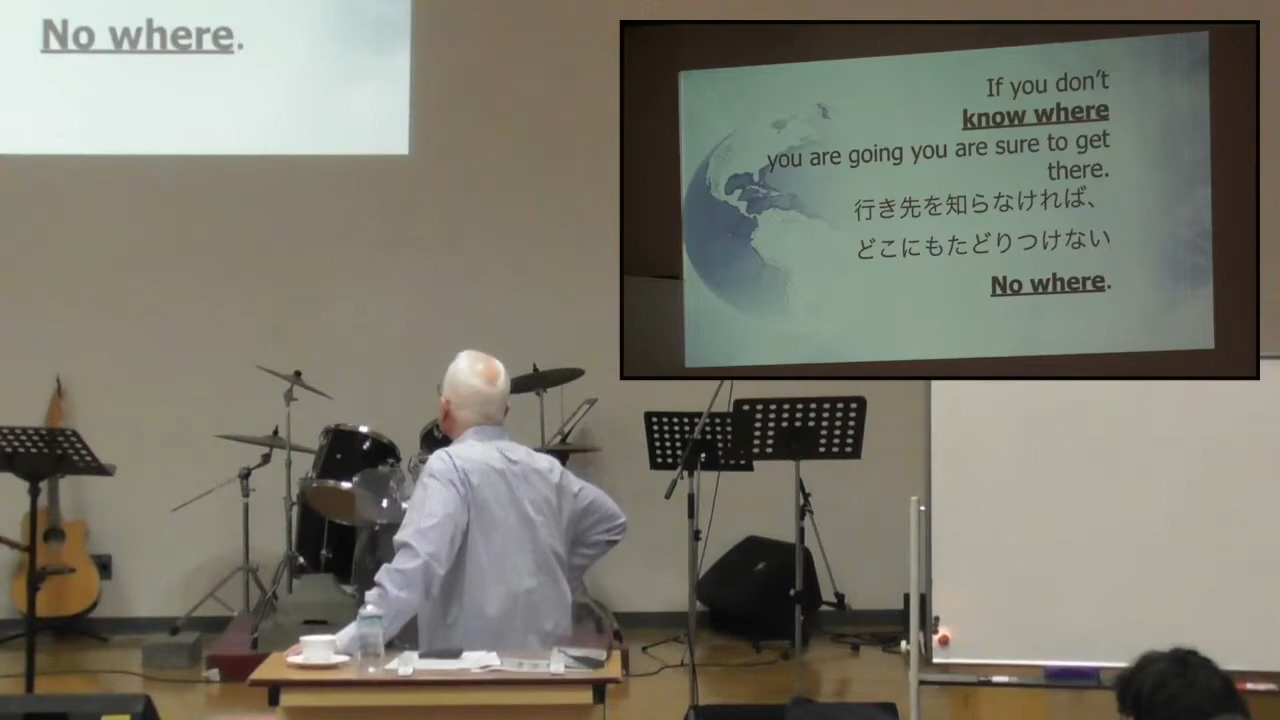 No where.
If you don't
know where
you are going you are sure to get
there.
行き先を知らなければ、
どこにもたどりつけない
No where.